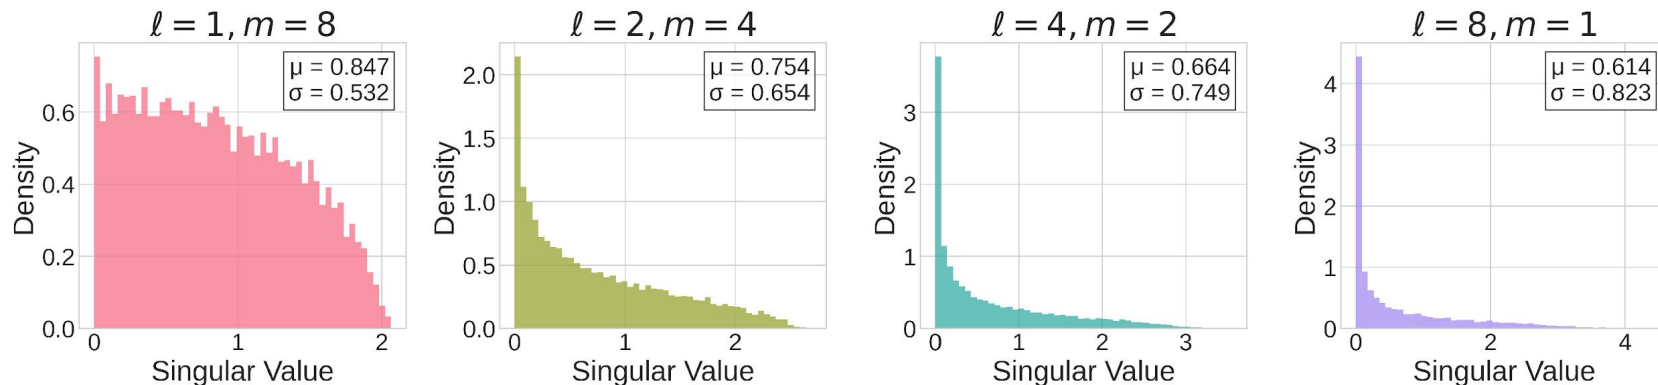 ℓ = 1, m = 8
μ = 0.847
σ = 0.532
Density
0.6
0.4
0.2
0.0
0 1 2
Singular Value
ℓ = 2, m = 4
μ = 0.754
σ = 0.654
Density
2.0
1.5
1.0
0.5
0.0
0 1 2
Singular Value
ℓ = 4, m = 2
μ = 0.664
σ = 0.749
Density
3
2
1
0
0 1 2 3
Singular Value
ℓ = 8, m = 1
μ = 0.614
σ = 0.823
Density
4
3
2
1
0
0 2 4
Singular Value